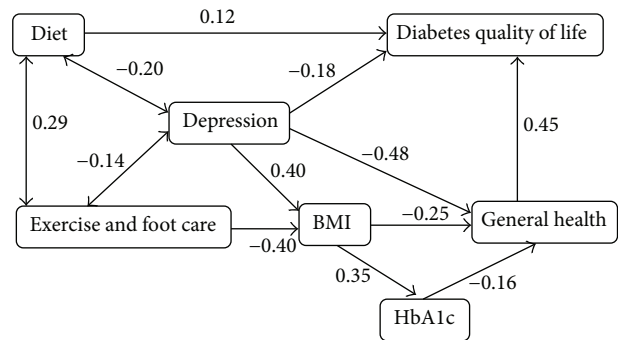 0.12
Diet
Diabetes quality of life
−0.20
−0.18
0.29
Depression
0.45
−0.14
−0.48
0.40
Exercise and foot care
BMI
−0.25
General health
−0.40
0.35
−0.16
HbA1c